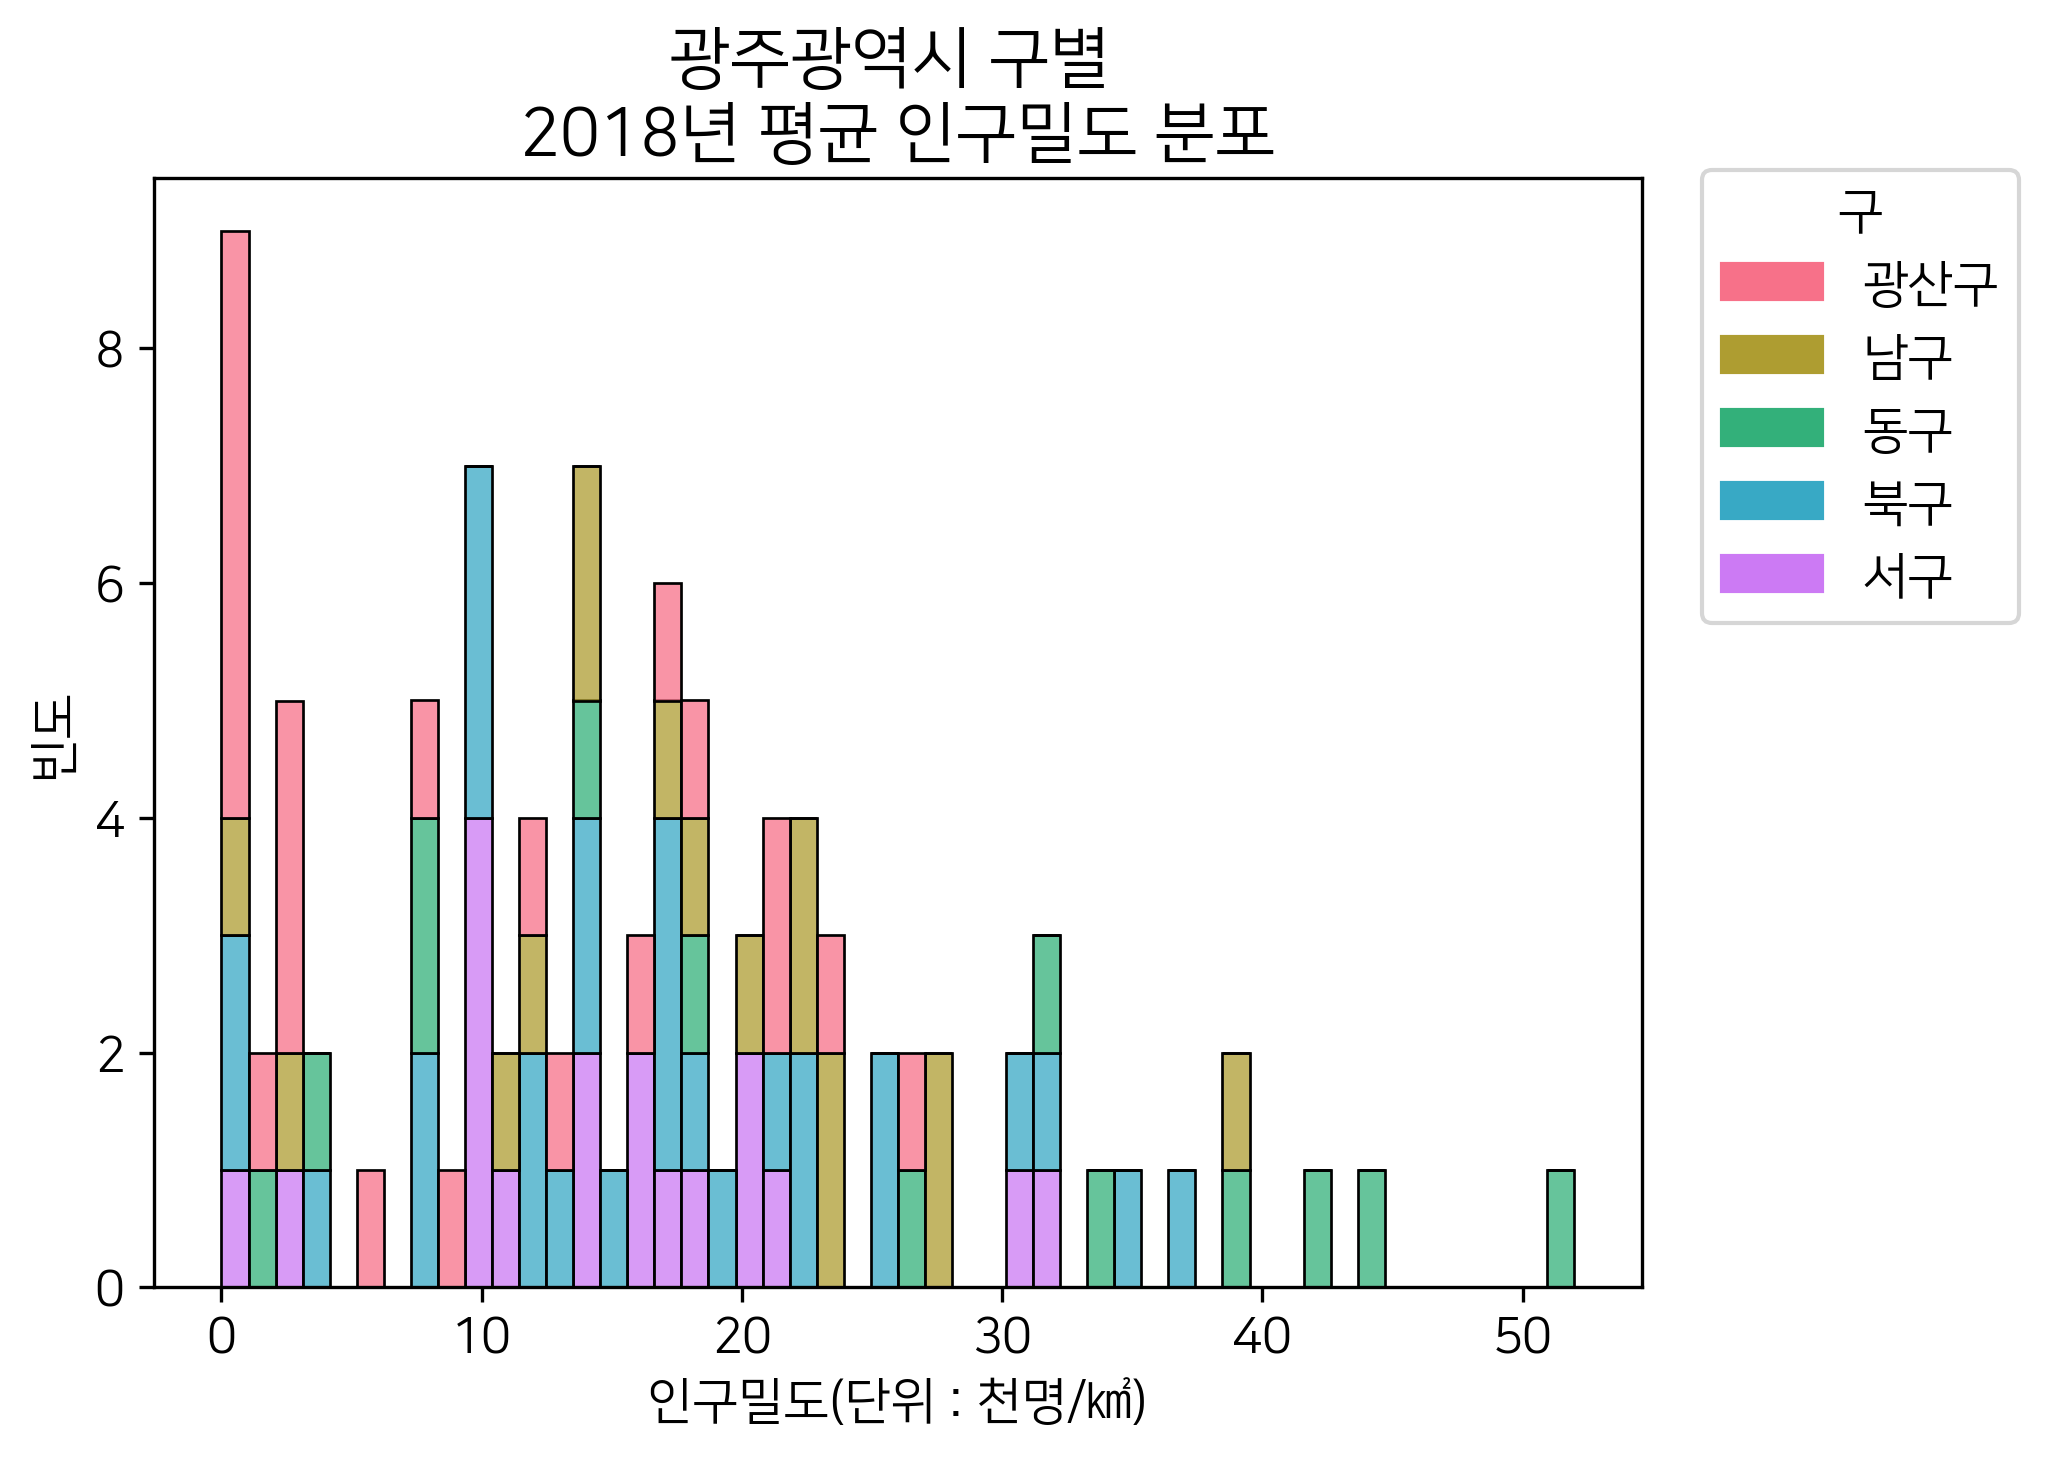 광주광역시 구별
2018년 평균 인구밀도 분포
구
광산구
남구
동구
북구
서구
빈도
8
6
4
2
0
0 10 20 30 40 50
인구밀도(단위 : 천명/㎢)